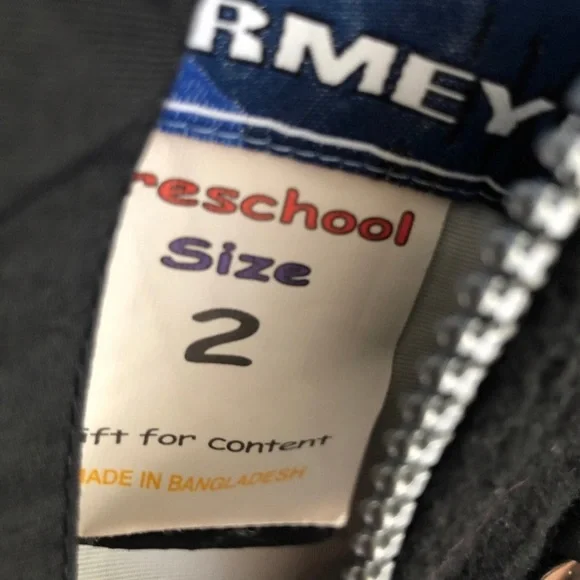 RMEY
reschool
Size
2
ift for content
MADE IN BANGLADESH